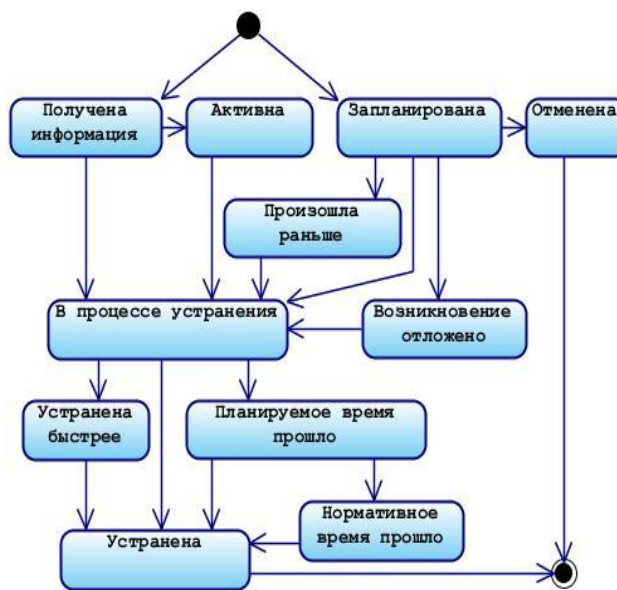 Получена
информация
Активна
Запланирована
Отменена
Произошла
раньше
В процессе устранения
Возникновение
отложено
Устранена
быстрее
Планируемое время
прошло
Нормативное
время прошло
Устранена